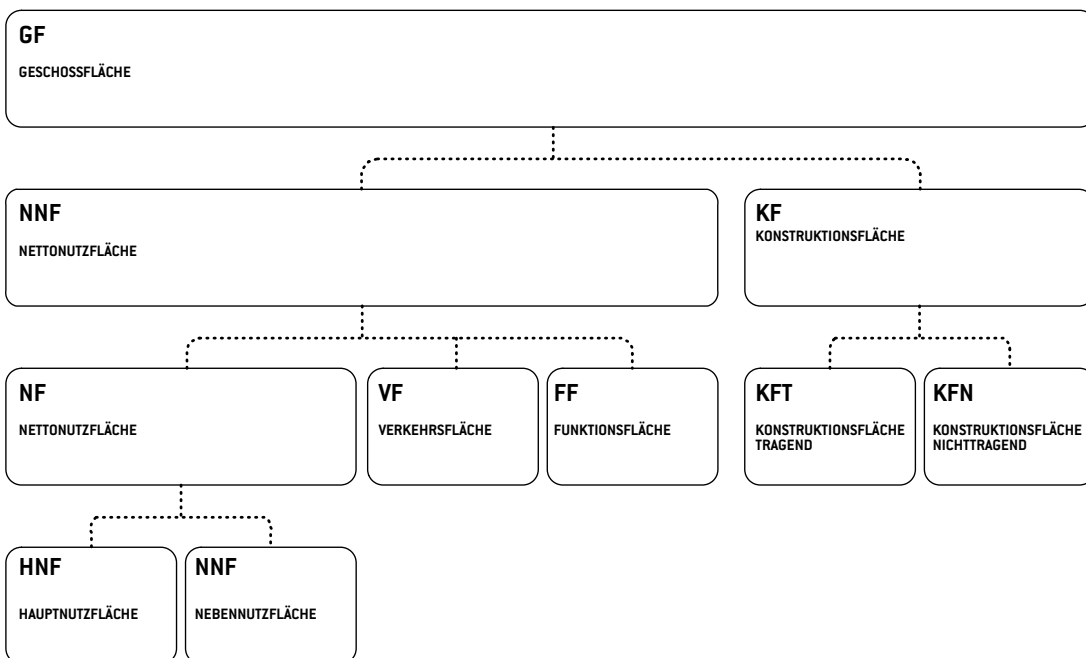 GF
GESCHOSSFLÄCHE
NNF
NETTONUTZFLÄCHE
KF
KONSTRUKTIONSFLÄCHE
NF
NETTONUTZFLÄCHE
VF
VERKEHRSFLÄCHE
FF
FUNKTIONSFLÄCHE
KFT
KONSTRUKTIONSFLÄCHE
TRAGEND
KFN
KONSTRUKTIONSFLÄCHE
NICHTTRAGEND
HNF
HAUPTNUTZFLÄCHE
NNF
NEBENNUTZFLÄCHE